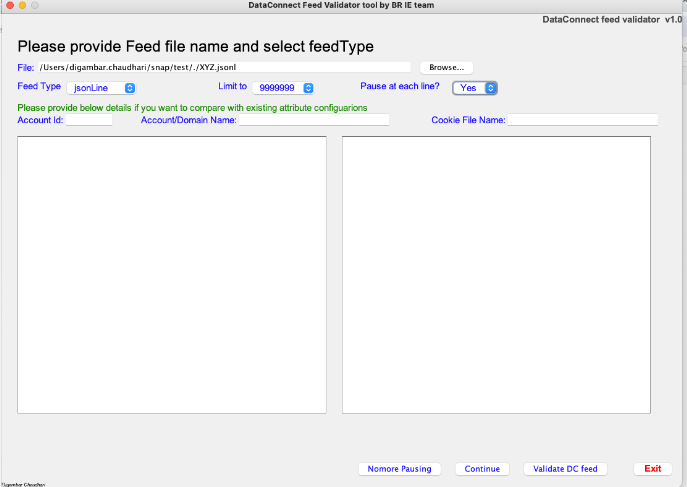 DataConnect Feed Validator tool by BR IE team
DataConnect feed validator v1.0
Please provide Feed file name and select feedType
File: /Users/digambar.chaudhari/snap/test/./XYZ.jsonl Browse...
Feed Type jsonLine Limit to 9999999 Pause at each line? Yes
Please provide below details if you want to compare with existing attribute configuarions
Account Id: Account/Domain Name: Cookie File Name:
Nomore Pausing Continue Validate DC feed Exit
Digambar Chaudhari